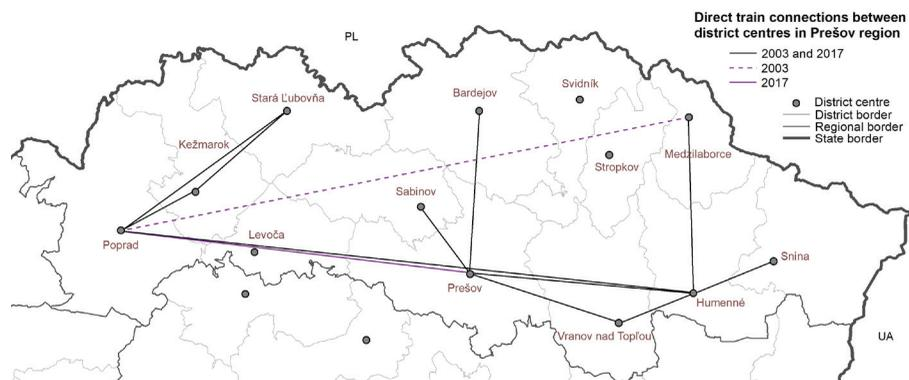 Direct train connections between
district centres in Prešov region
2003 and 2017
2003
2017
District centre
District border
Regional border
State border
PL
Svidník
Bardejov
Stará Ľubovňa
Kežmarok
Medzilaborce
Stropkov
Sabinov
Levoča
Poprad
Snina
Prešov
Humenné
Vranov nad Topľou
UA